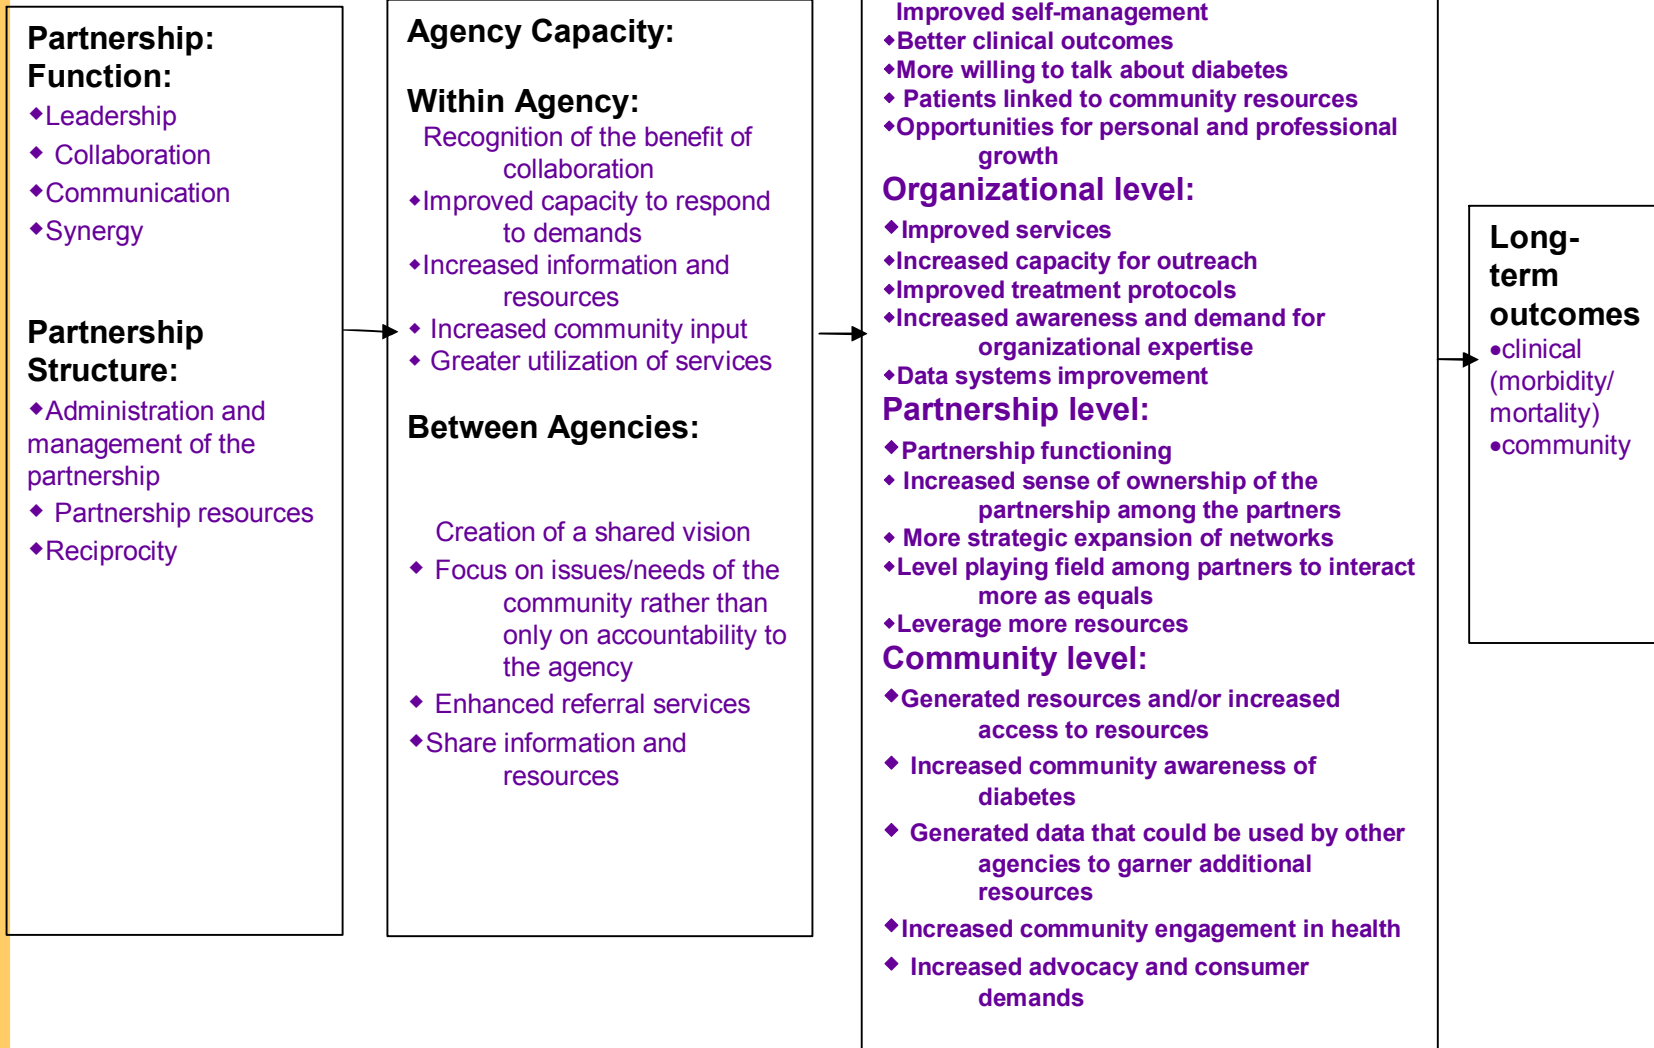 Partnership:
Function:
◆Leadership
◆ Collaboration
◆Communication
◆Synergy
Partnership
Structure:
◆Administration and
management of the
partnership
◆ Partnership resources
◆Reciprocity
Agency Capacity:
Within Agency:
Recognition of the benefit of
collaboration
◆Improved capacity to respond
to demands
◆Increased information and
resources
◆ Increased community input
◆ Greater utilization of services
Between Agencies:
Creation of a shared vision
◆ Focus on issues/needs of the
community rather than
only on accountability to
the agency
◆ Enhanced referral services
◆Share information and
resources
Improved self-management
◆Better clinical outcomes
◆More willing to talk about diabetes
◆ Patients linked to community resources
◆Opportunities for personal and professional
growth
Organizational level:
◆Improved services
◆Increased capacity for outreach
◆Improved treatment protocols
◆Increased awareness and demand for
organizational expertise
◆Data systems improvement
Partnership level:
◆Partnership functioning
◆ Increased sense of ownership of the
partnership among the partners
◆ More strategic expansion of networks
◆Level playing field among partners to interact
more as equals
◆Leverage more resources
Community level:
◆Generated resources and/or increased
access to resources
◆ Increased community awareness of
diabetes
◆ Generated data that could be used by other
agencies to garner additional
resources
◆Increased community engagement in health
◆ Increased advocacy and consumer
demands
Long-
term
outcomes
•clinical
(morbidity/
mortality)
•community